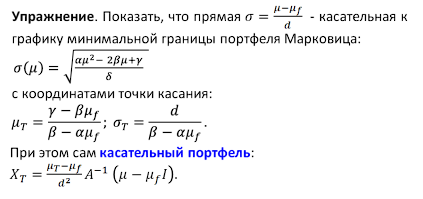 Упражнение. Показать, что прямая σ = (μ−μ_f)/d - касательная к
графику минимальной границы портфеля Марковица:
σ(μ) = √((αμ²− 2βμ+γ)/δ)
с координатами точки касания:
μ_T = (γ − βμ_f)/(β − αμ_f); σ_T = d/(β − αμ_f).
При этом сам касательный портфель:
X_T = (μ_T−μ_f)/d² A⁻¹ (μ − μ_f I).